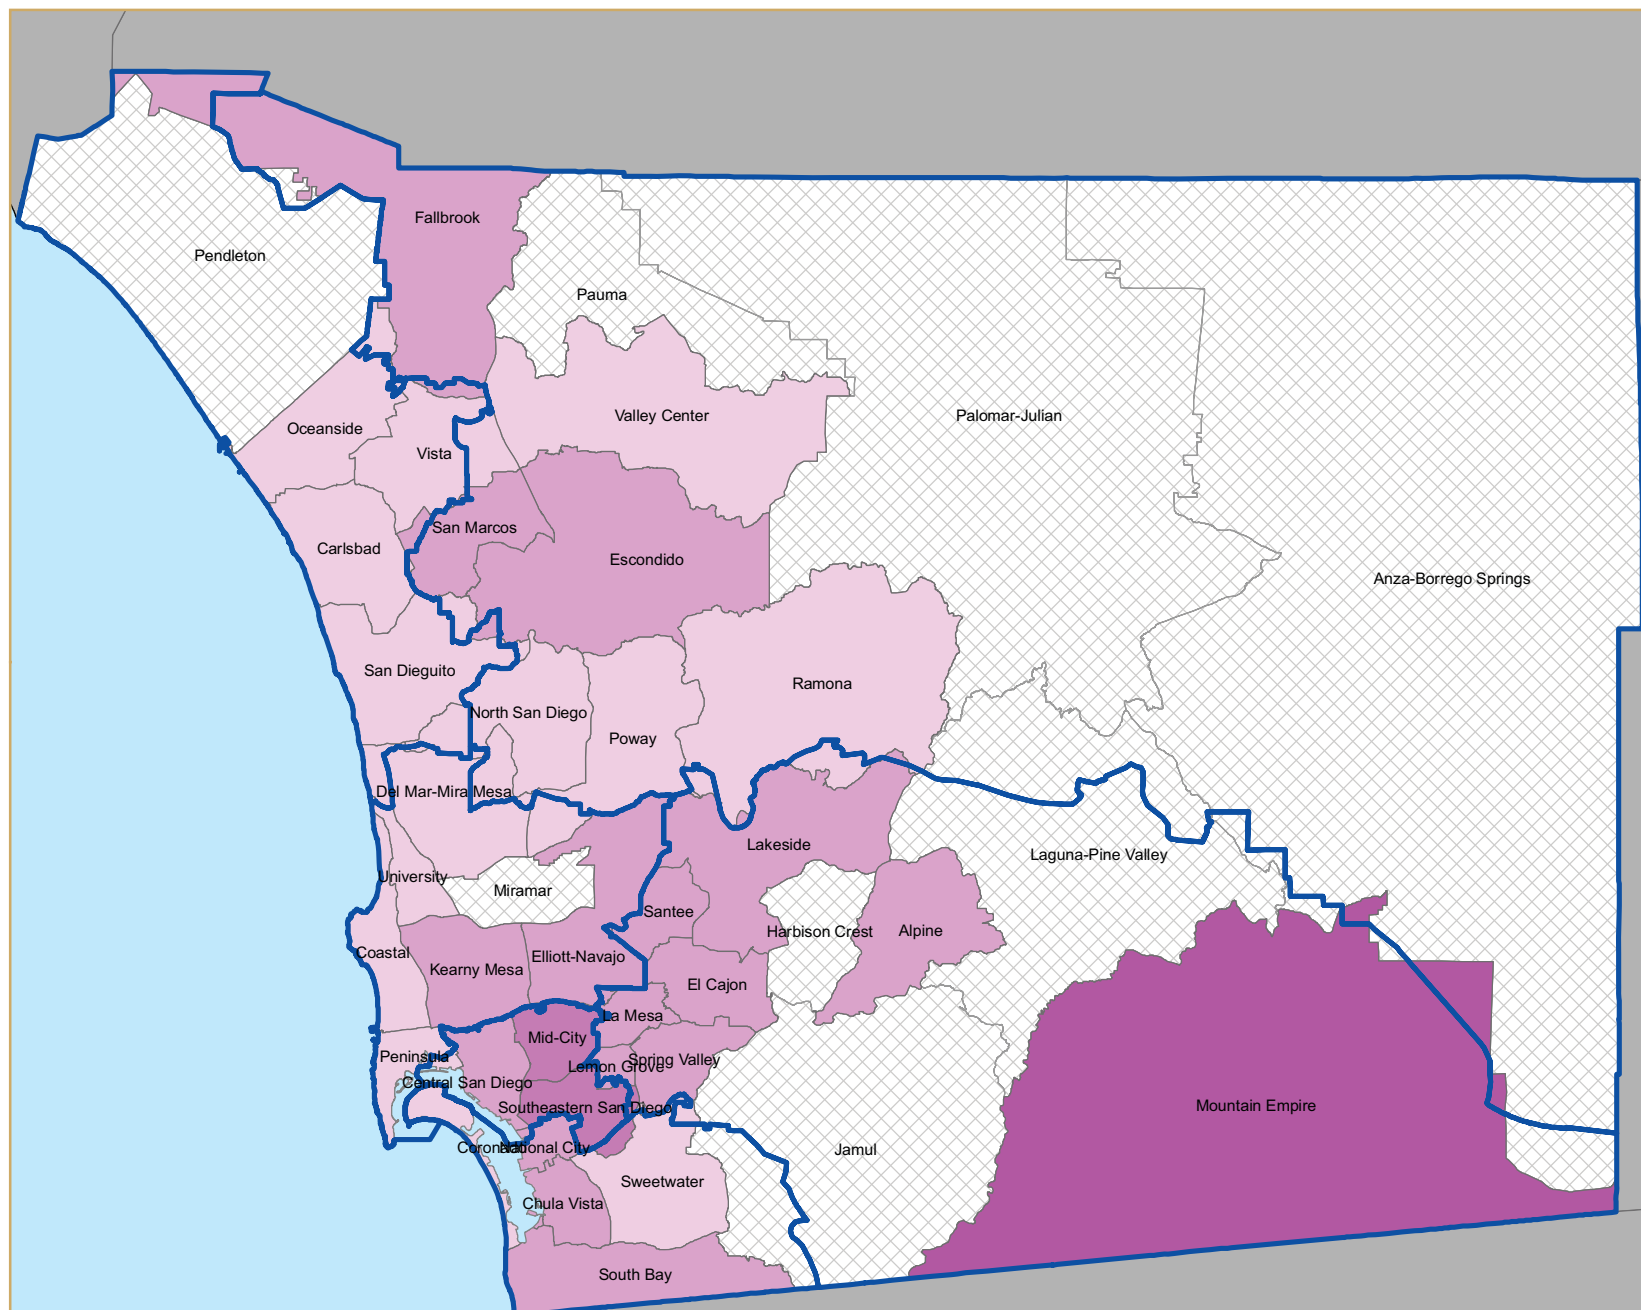 Fallbrook
Pendleton
Pauma
Valley Center
Palomar-Julian
Oceanside
Vista
San Marcos
Carlsbad
Escondido
Anza-Borrego Springs
San Dieguito
Ramona
North San Diego
Poway
Del Mar-Mira Mesa
Lakeside
Laguna-Pine Valley
University
Miramar
Santee
Harbison Crest
Alpine
Coastal
Elliott-Navajo
Kearny Mesa
El Cajon
La Mesa
Mid-City
Peninsula
Spring Valley
Lemon Grove
Central San Diego
Southeastern San Diego
Mountain Empire
Coronado
National City
Jamul
Sweetwater
Chula Vista
South Bay